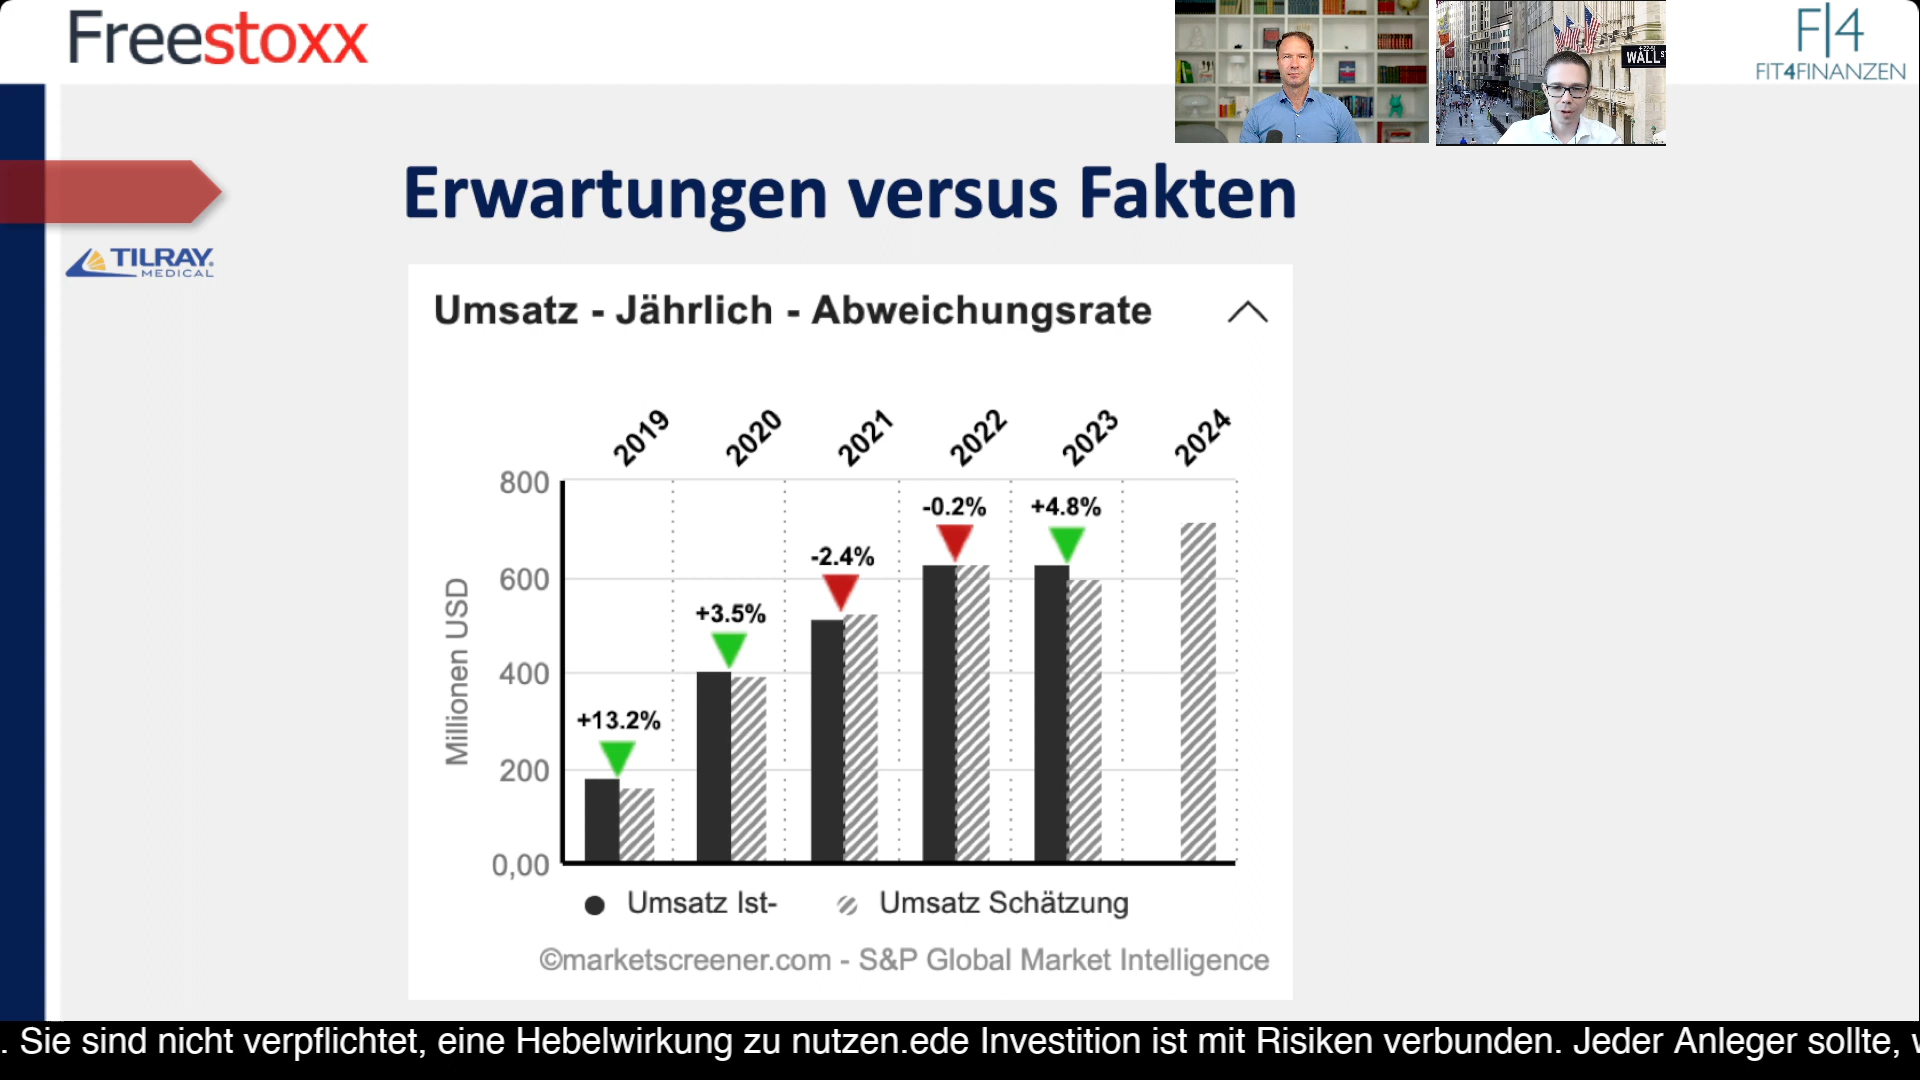 Freestoxx
WALL ST
F|4
FIT4FINANZEN
Erwartungen versus Fakten
TILRAY
MEDICAL
Umsatz - Jährlich - Abweichungsrate
2019 2020 2021 2022 2023 2024
800
600
400
200
0,00
Millionen USD
+13.2%
+3.5%
-2.4%
-0.2%
+4.8%
Umsatz Ist- Umsatz Schätzung
©marketscreener.com - S&P Global Market Intelligence
. Sie sind nicht verpflichtet, eine Hebelwirkung zu nutzen.ede Investition ist mit Risiken verbunden. Jeder Anleger sollte,